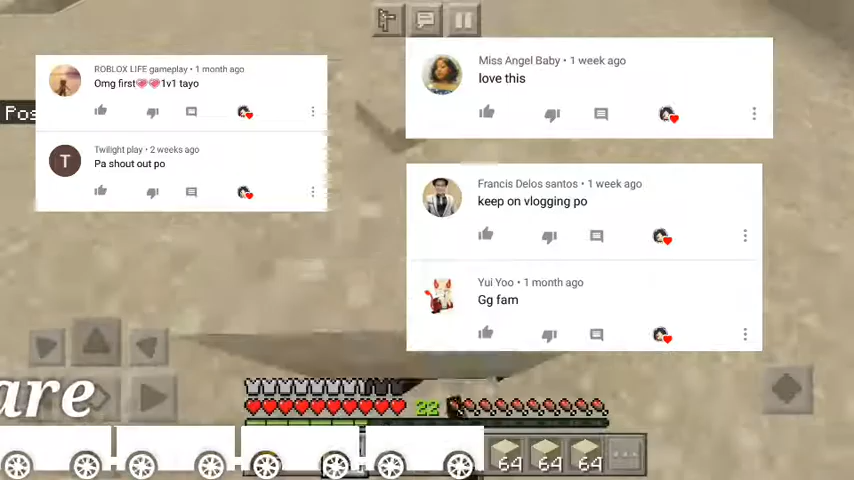 ROBLOX LIFE gameplay • 1 month ago
Omg first💓💓1v1 tayo
Twilight play • 2 weeks ago
T
Pa shout out po
Miss Angel Baby • 1 week ago
love this
Francis Delos santos • 1 week ago
keep on vlogging po
Yui Yoo • 1 month ago
Gg fam
Pos
are
22
64 64 64